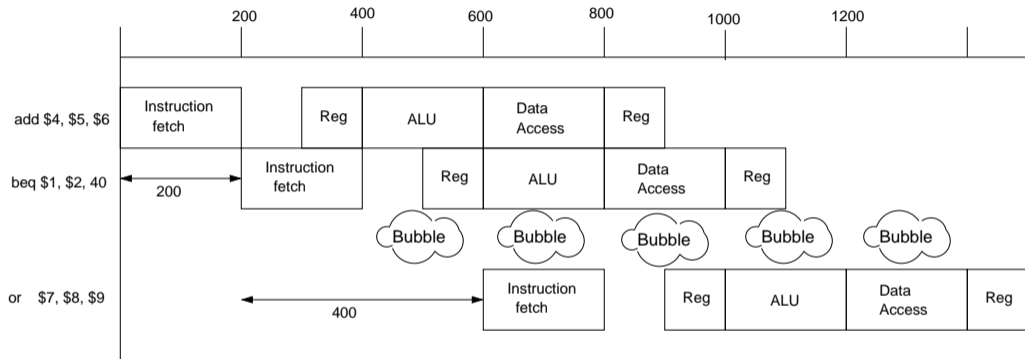 200 400 600 800 1000 1200
add $4, $5, $6 Instruction fetch Reg ALU Data Access Reg
beq $1, $2, 40 200 Instruction fetch Reg ALU Data Access Reg
Bubble Bubble Bubble Bubble Bubble
or $7, $8, $9 400 Instruction fetch Reg ALU Data Access Reg